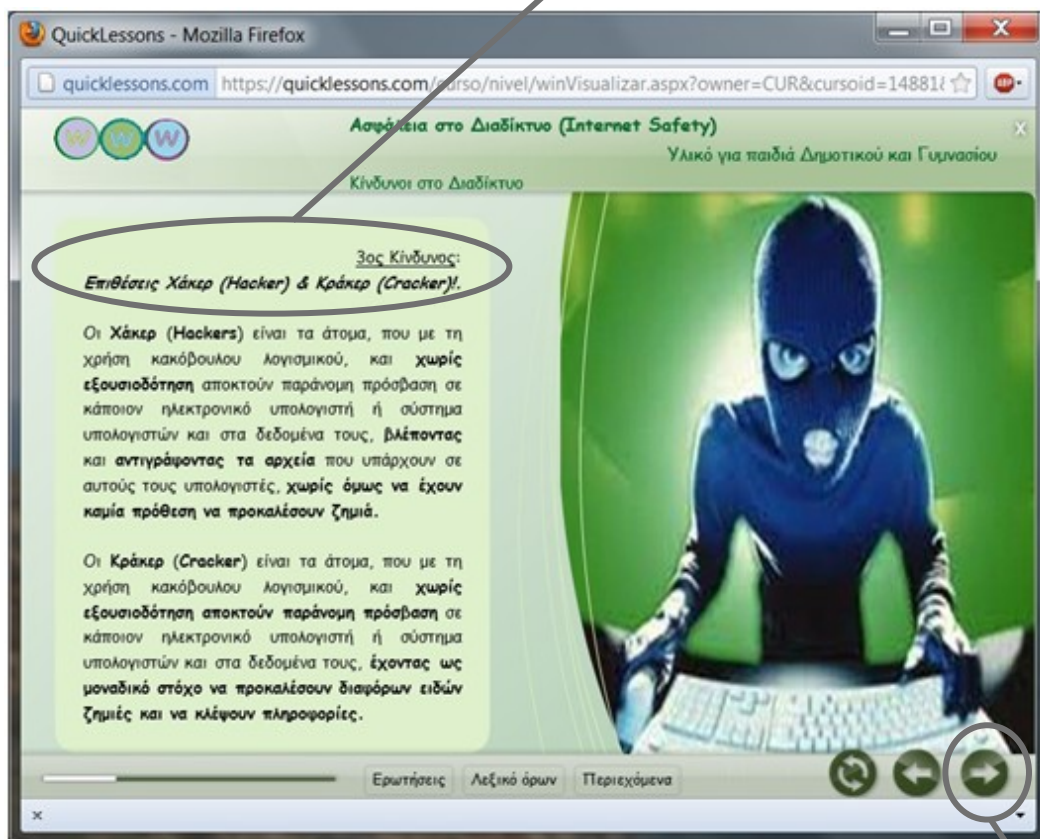 QuickLessons - Mozilla Firefox
quicklessons.com https://quicklessons.com/curso/nivel/winVisualizar.aspx?owner=CUR&cursoid=14881
ABP
W W W
Ασφάλεια στο Διαδίκτυο (Internet Safety)
x
Υλικό για παιδιά Δημοτικού και Γυμνασίου
Κίνδυνοι στο Διαδίκτυο
3ος Κίνδυνος:
Επιθέσεις Χάκερ (Hacker) & Κράκερ (Cracker)!.
Οι Χάκερ (Hackers) είναι τα άτομα, που με τη
χρήση κακόβουλου λογισμικού, και χωρίς
εξουσιοδότηση αποκτούν παράνομη πρόσβαση σε
κάποιον ηλεκτρονικό υπολογιστή ή σύστημα
υπολογιστών και στα δεδομένα τους, βλέποντας
και αντιγράφοντας τα αρχεία που υπάρχουν σε
αυτούς τους υπολογιστές, χωρίς όμως να έχουν
καμία πρόθεση να προκαλέσουν ζημιά.
Οι Κράκερ (Cracker) είναι τα άτομα, που με τη
χρήση κακόβουλου λογισμικού, και χωρίς
εξουσιοδότηση αποκτούν παράνομη πρόσβαση σε
κάποιον ηλεκτρονικό υπολογιστή ή σύστημα
υπολογιστών και στα δεδομένα τους, έχοντας ως
μοναδικό στόχο να προκαλέσουν διαφόρων ειδών
ζημιές και να κλέψουν πληροφορίες.
Ερωτήσεις Λεξικό όρων Περιεχόμενα
x